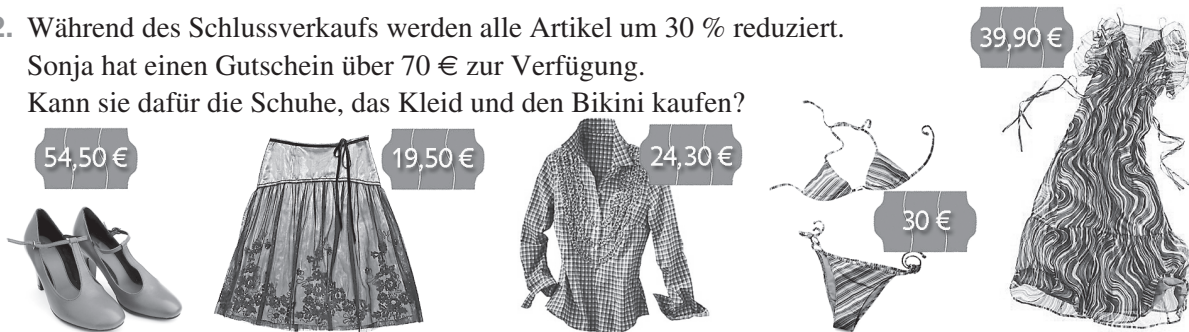 2. Während des Schlussverkaufs werden alle Artikel um 30 % reduziert.
Sonja hat einen Gutschein über 70 € zur Verfügung.
Kann sie dafür die Schuhe, das Kleid und den Bikini kaufen?
54,50 €
19,50 €
24,30 €
30 €
39,90 €